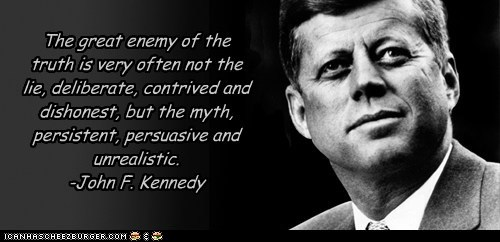 The great enemy of the
truth is very often not the
lie, deliberate, contrived and
dishonest, but the myth,
persistent, persuasive and
unrealistic.
-John F. Kennedy
ICANHASCHEEZBURGER.COM